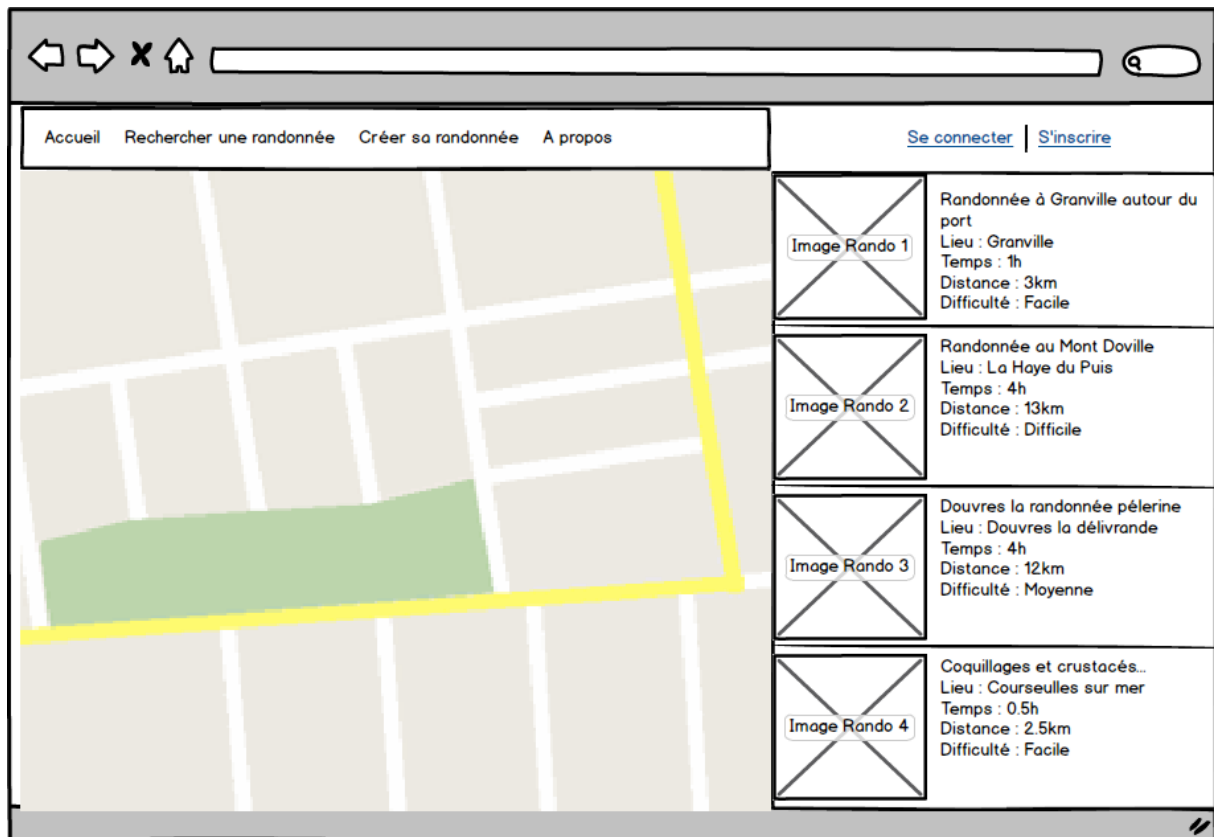 Accueil Rechercher une randonnée Créer sa randonnée A propos
Se connecter S'inscrire
Image Rando 1
Randonnée à Granville autour du
port
Lieu : Granville
Temps : 1h
Distance : 3km
Difficulté : Facile
Image Rando 2
Randonnée au Mont Doville
Lieu : La Haye du Puis
Temps : 4h
Distance : 13km
Difficulté : Difficile
Image Rando 3
Douvres la randonnée pélerine
Lieu : Douvres la délivrande
Temps : 4h
Distance : 12km
Difficulté : Moyenne
Image Rando 4
Coquillages et crustacés...
Lieu : Courseulles sur mer
Temps : 0.5h
Distance : 2.5km
Difficulté : Facile